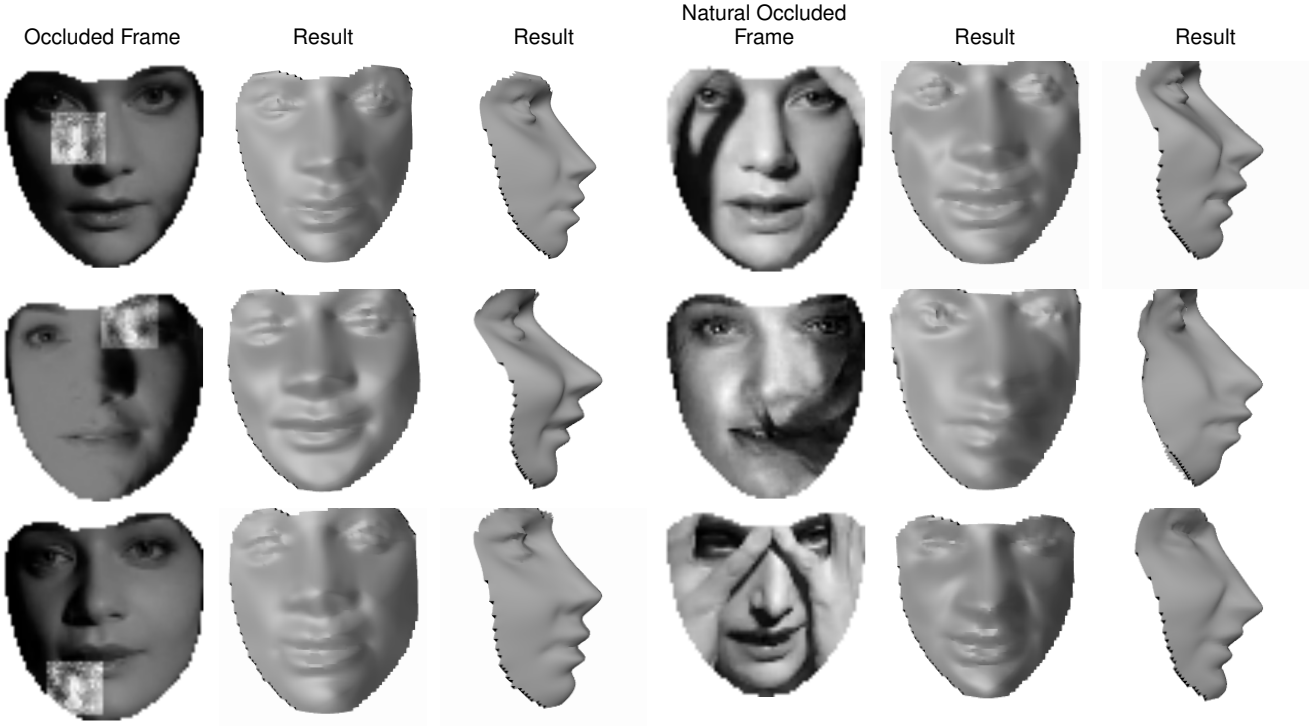 Occluded Frame
Result
Result
Natural Occluded
Frame
Result
Result